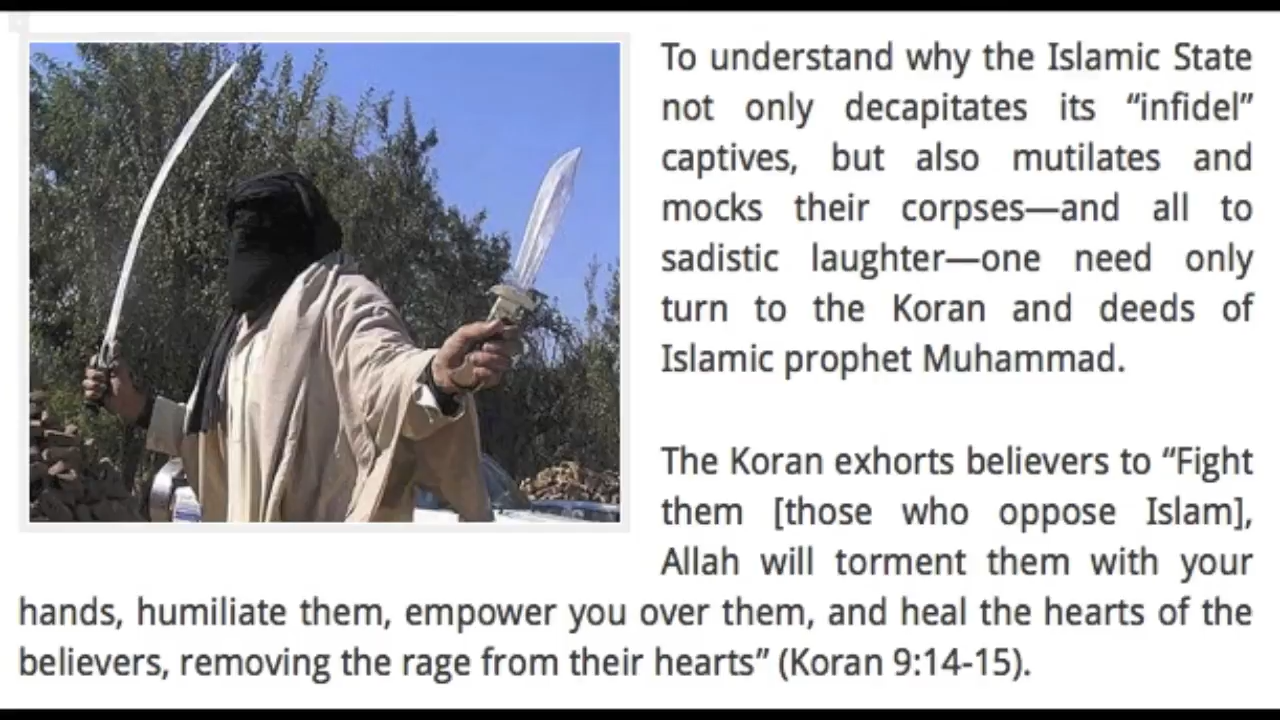 To understand why the Islamic State
not only decapitates its “infidel”
captives, but also mutilates and
mocks their corpses—and all to
sadistic laughter—one need only
turn to the Koran and deeds of
Islamic prophet Muhammad.
The Koran exhorts believers to “Fight
them [those who oppose Islam],
Allah will torment them with your
hands, humiliate them, empower you over them, and heal the hearts of the
believers, removing the rage from their hearts” (Koran 9:14-15).